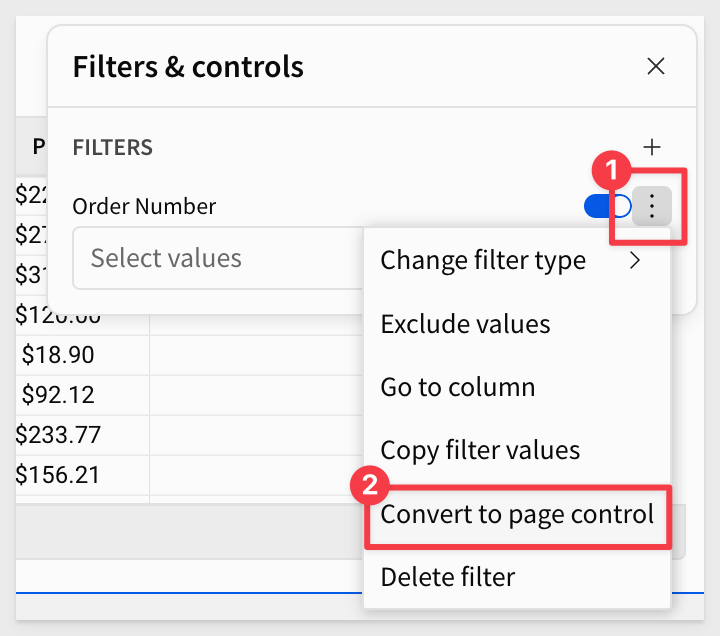 Filters & controls
P
FILTERS
1
$22
Order Number
$27
Select values
Change filter type
$31
$120.00
Exclude values
$18.90
Go to column
$92.12
$233.77
Copy filter values
$156.21
2
Convert to page control
Delete filter